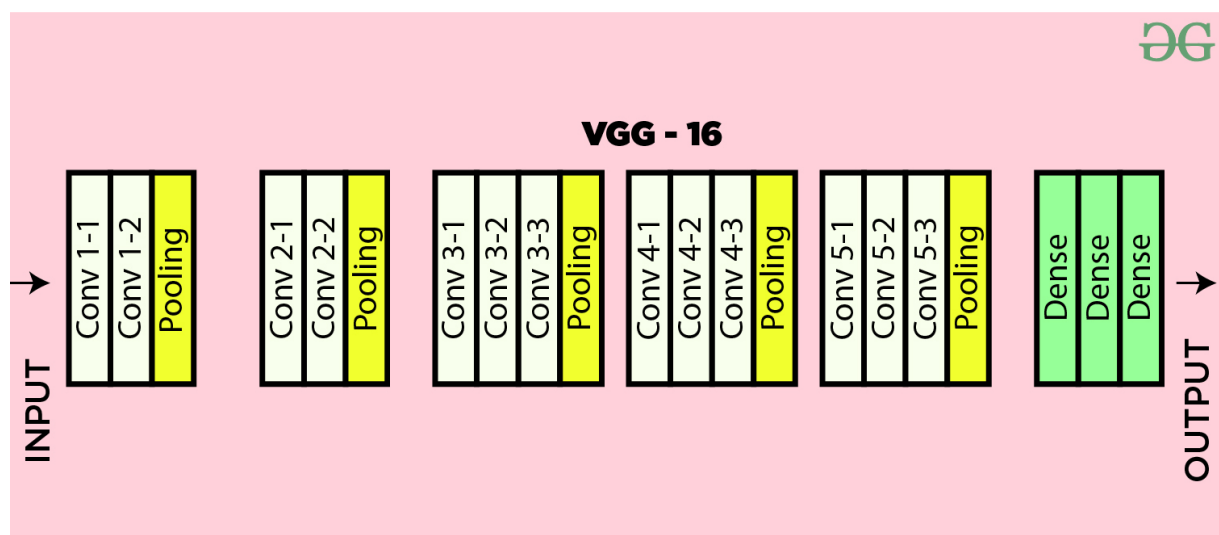 VGG - 16
INPUT
Conv 1-1
Conv 1-2
Pooling
Conv 2-1
Conv 2-2
Pooling
Conv 3-1
Conv 3-2
Conv 3-3
Pooling
Conv 4-1
Conv 4-2
Conv 4-3
Pooling
Conv 5-1
Conv 5-2
Conv 5-3
Pooling
Dense
Dense
Dense
OUTPUT